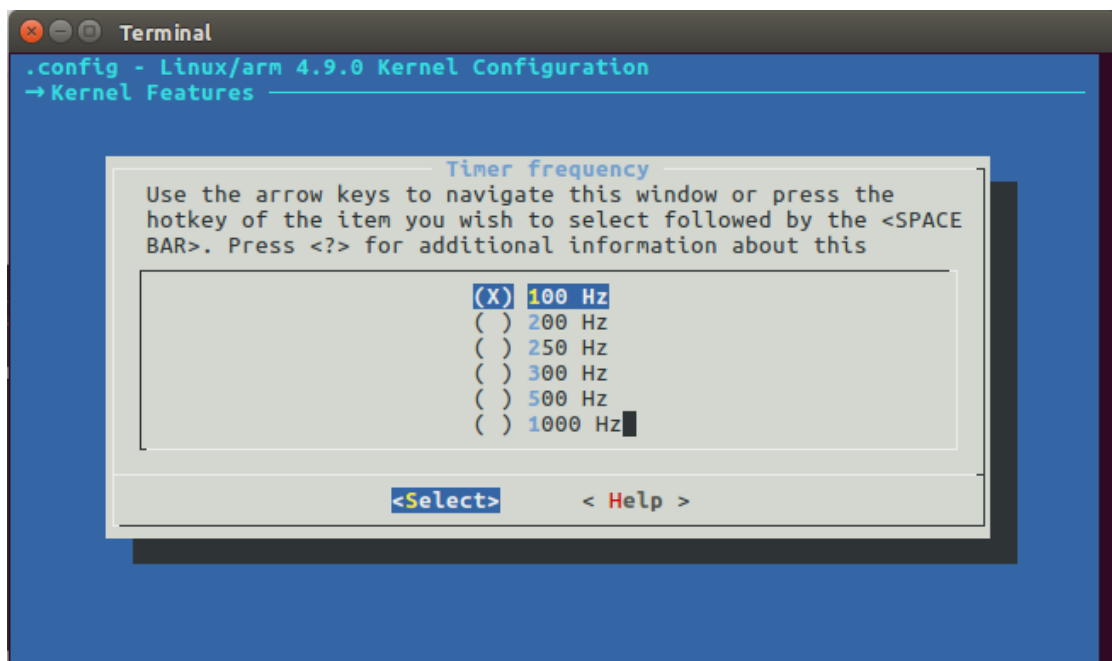 Terminal
.config - Linux/arm 4.9.0 Kernel Configuration
→ Kernel Features
Timer frequency
Use the arrow keys to navigate this window or press the
hotkey of the item you wish to select followed by the <SPACE
BAR>. Press <?> for additional information about this
(X) 100 Hz
( ) 200 Hz
( ) 250 Hz
( ) 300 Hz
( ) 500 Hz
( ) 1000 Hz
<Select> < Help >